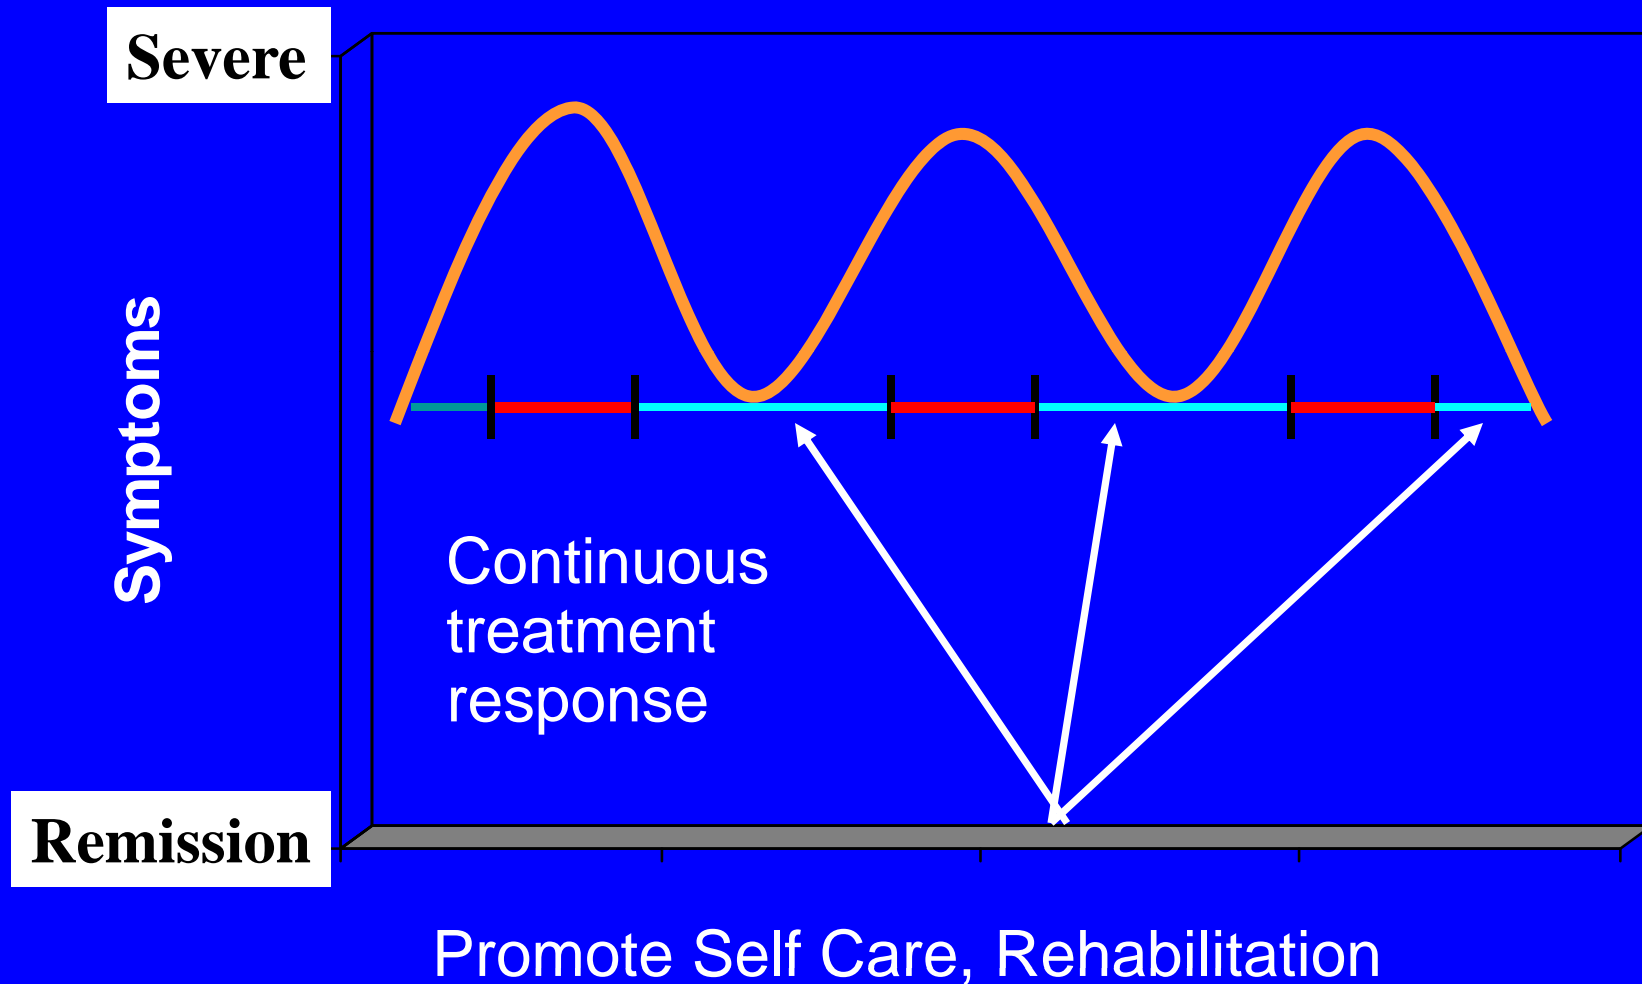 Severe
Symptoms
Continuous
treatment
response
Remission
Promote Self Care, Rehabilitation